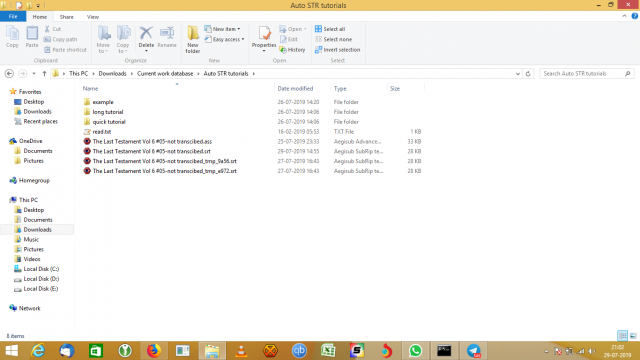 Auto STR tutorials
File
Home
Share
View
Copy
Paste
Cut
Copy path
Paste shortcut
Clipboard
Move to
Copy to
Delete
Rename
Organize
New folder
New item
Easy access
New
Properties
Open
Edit
History
Open
Select all
Select none
Invert selection
Select
This PC
Downloads
Current work database
Auto STR tutorials
Search Auto STR tutorials
Name
Date modified
Type
Size
Favorites
Desktop
Downloads
Recent places
OneDrive
Documents
Pictures
Homegroup
This PC
Desktop
Documents
Downloads
Music
Pictures
Videos
Local Disk (C:)
Local Disk (D:)
Local Disk (E:)
Network
example 26-07-2019 14:20 File folder
long tutorial 26-07-2019 14:06 File folder
quick tutorial 26-07-2019 14:06 File folder
read.txt 16-02-2019 05:53 TXT File 1 KB
The Last Testament Vol 6 #05-not transcibed.ass 25-07-2019 23:33 Aegisub Advance... 33 KB
The Last Testament Vol 6 #05-not transcibed.srt 29-07-2019 14:55 Aegisub SubRip te... 28 KB
The Last Testament Vol 6 #05-not transcibed_tmp_9a56.srt 27-07-2019 16:43 Aegisub SubRip te... 28 KB
The Last Testament Vol 6 #05-not transcibed_tmp_e972.srt 27-07-2019 16:43 Aegisub SubRip te... 28 KB
8 items
21:02
29-07-2019